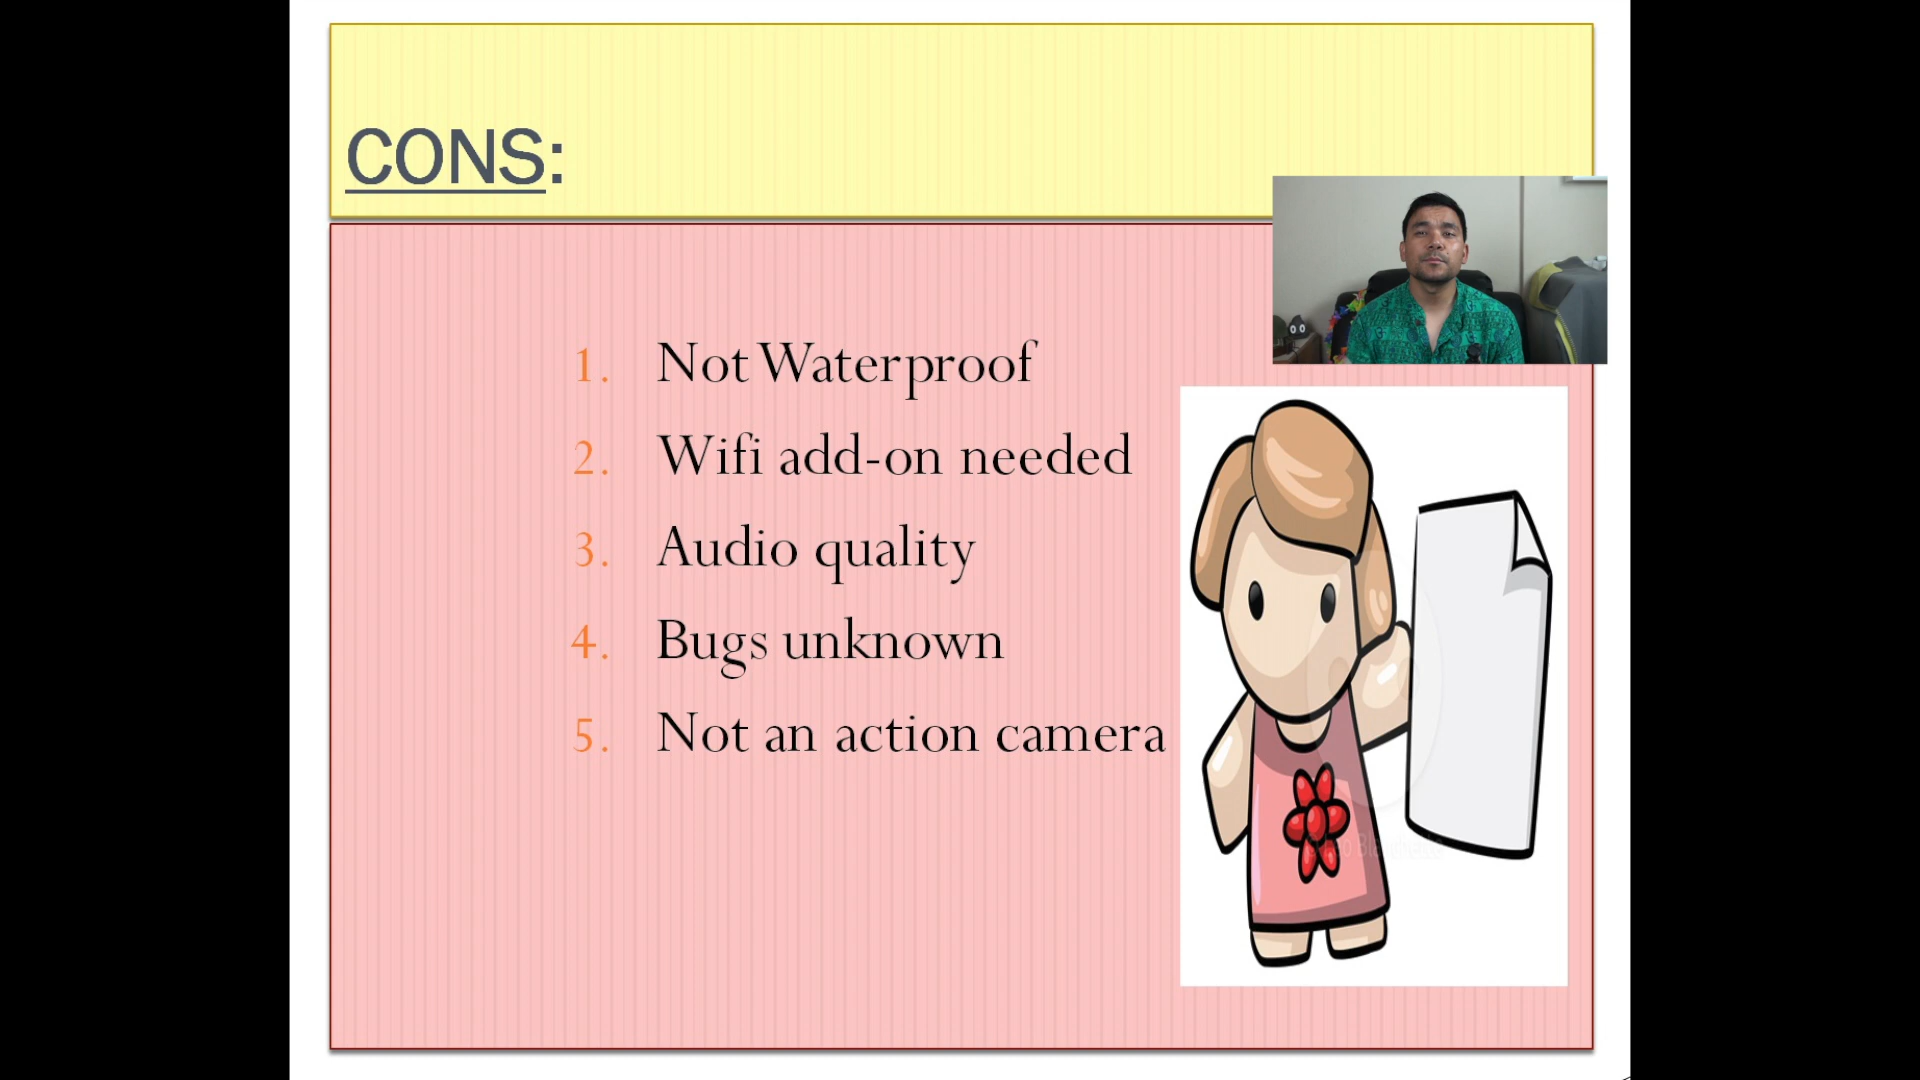 CONS:
1. Not Waterproof
2. Wifi add-on needed
3. Audio quality
4. Bugs unknown
5. Not an action camera